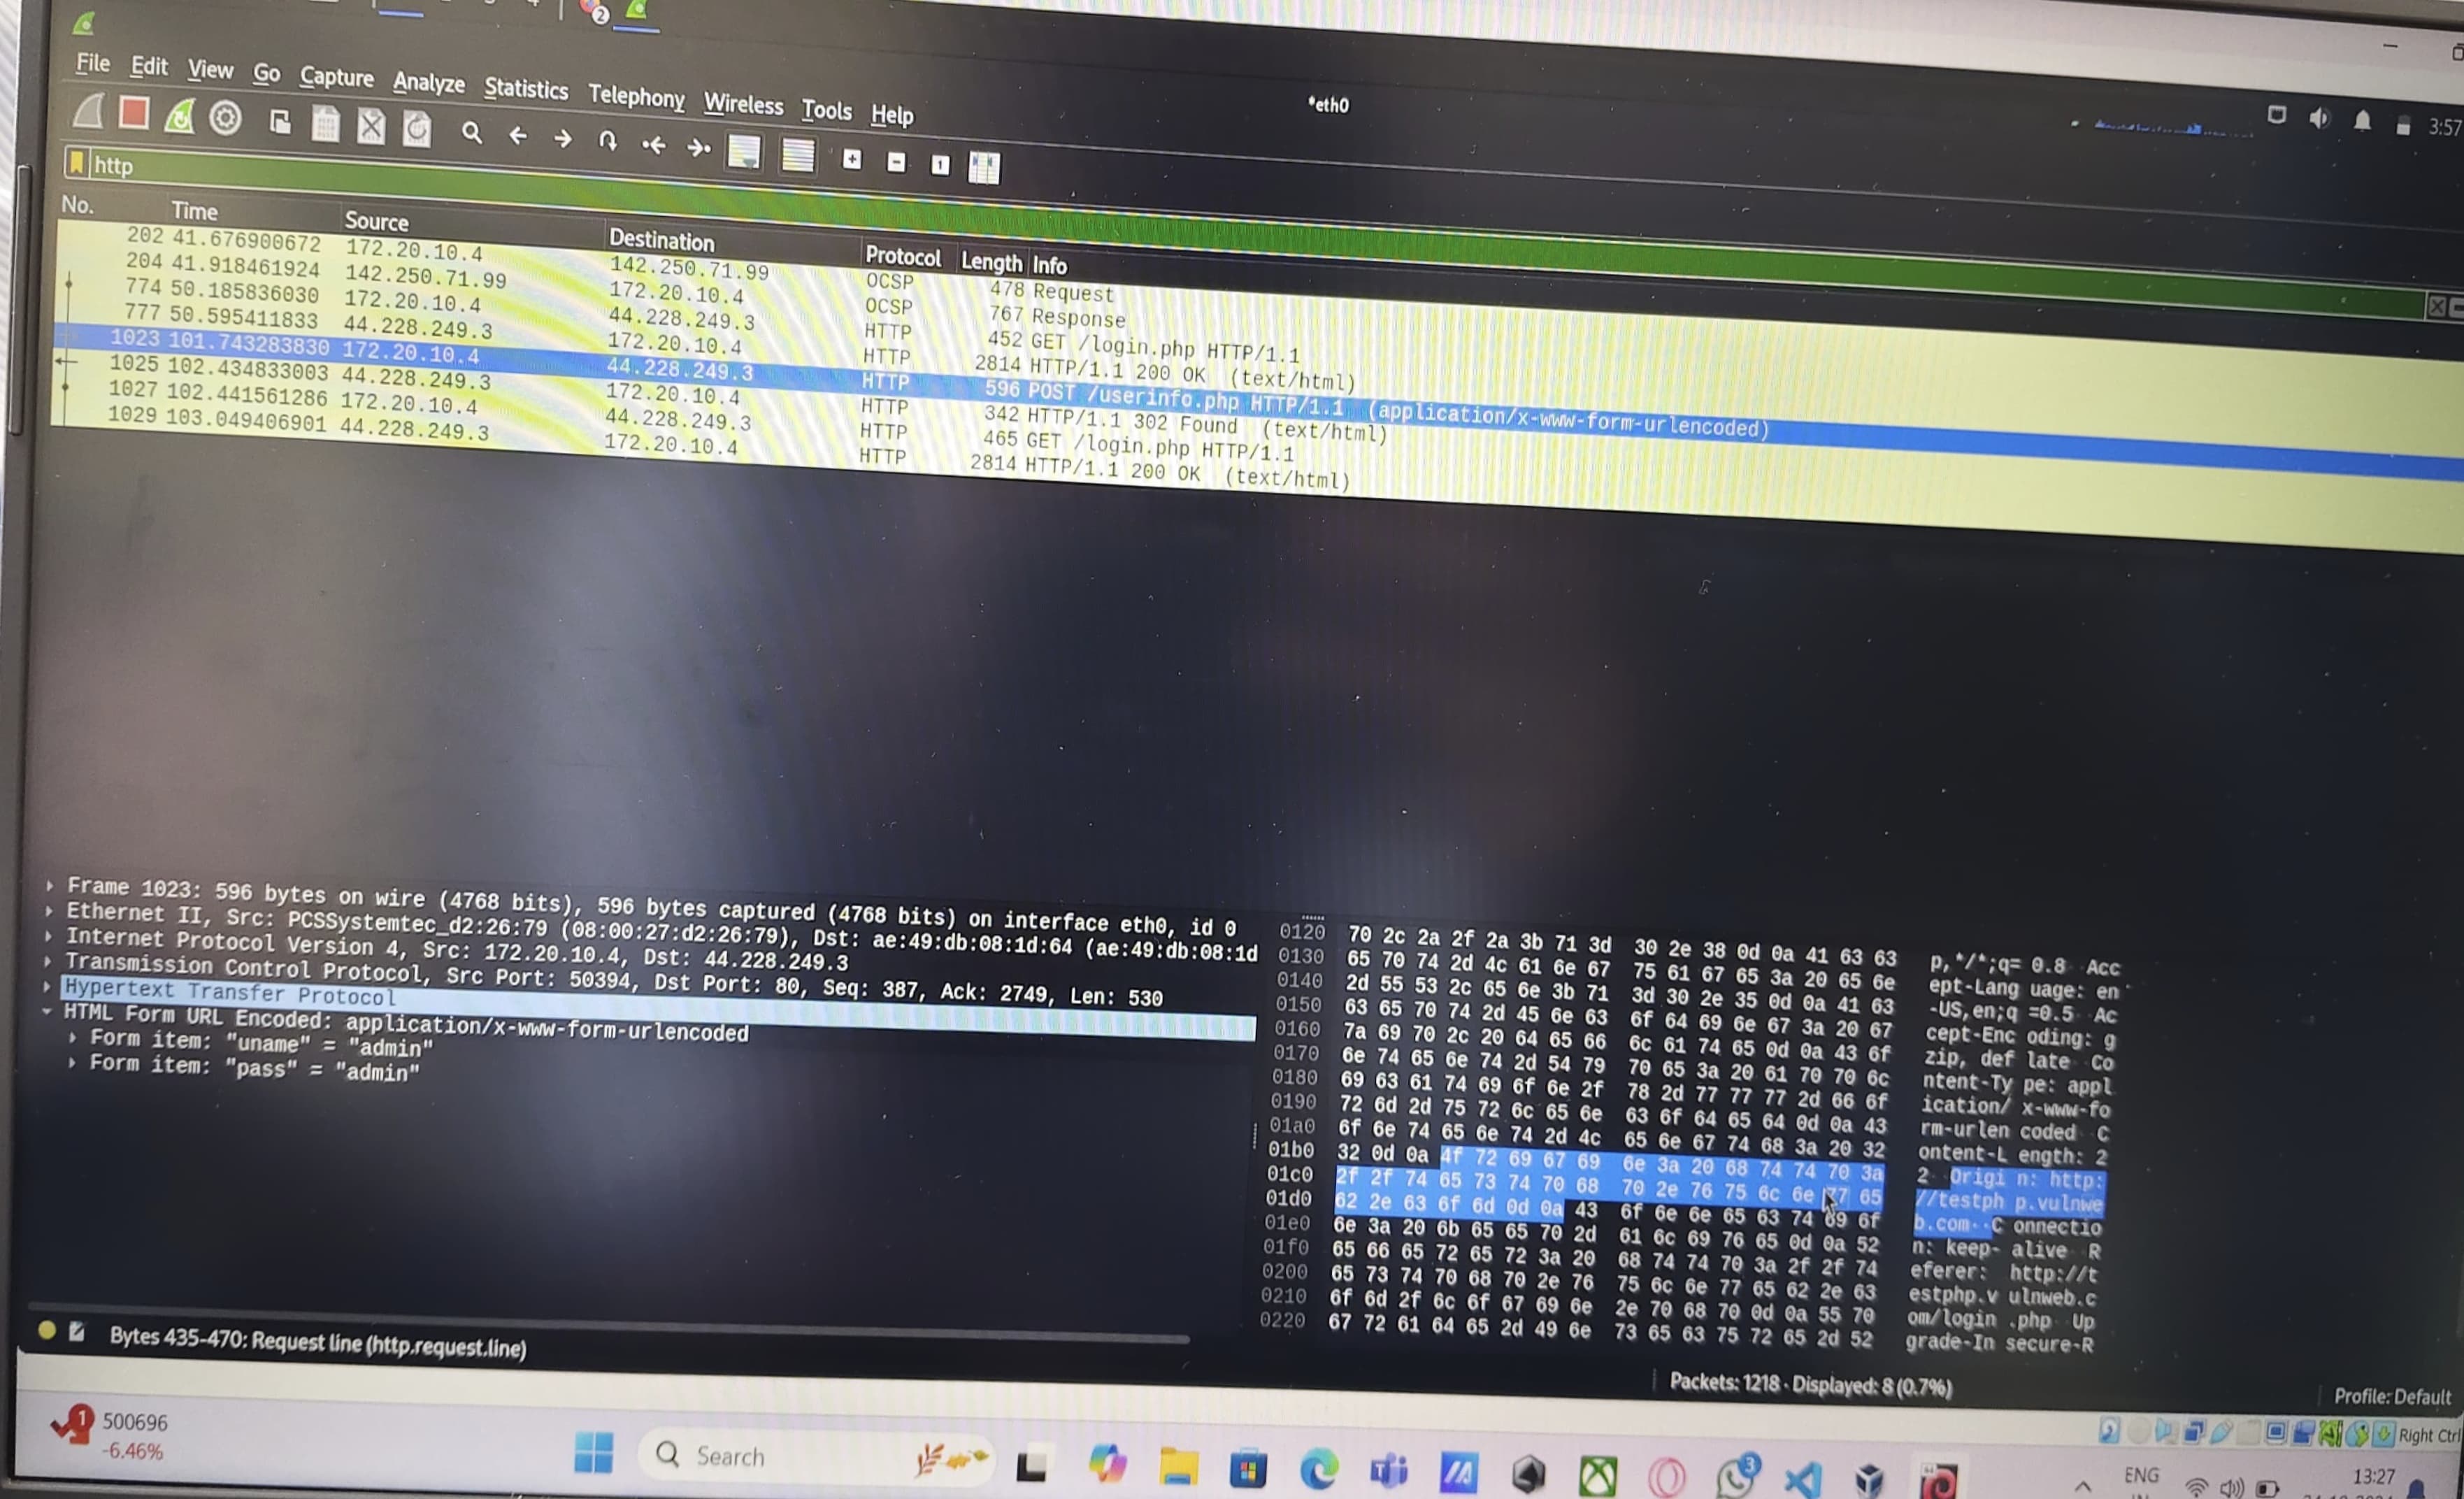 2
File Edit View Go Capture Analyze Statistics Telephony Wireless Tools Help
*eth0
3:57
http
No. Time Source Destination Protocol Length Info
202 41.676900672 172.20.10.4 142.250.71.99 OCSP 478 Request
204 41.918461924 142.250.71.99 172.20.10.4 OCSP 767 Response
774 50.185836030 172.20.10.4 44.228.249.3 HTTP 452 GET /login.php HTTP/1.1
777 50.595411833 44.228.249.3 172.20.10.4 HTTP 2814 HTTP/1.1 200 OK (text/html)
1023 101.743283830 172.20.10.4 44.228.249.3 HTTP 596 POST /userinfo.php HTTP/1.1 (application/x-www-form-urlencoded)
1025 102.434833003 44.228.249.3 172.20.10.4 HTTP 342 HTTP/1.1 302 Found (text/html)
1027 102.441561286 172.20.10.4 44.228.249.3 HTTP 465 GET /login.php HTTP/1.1
1029 103.049406901 44.228.249.3 172.20.10.4 HTTP 2814 HTTP/1.1 200 OK (text/html)
Frame 1023: 596 bytes on wire (4768 bits), 596 bytes captured (4768 bits) on interface eth0, id 0
Ethernet II, Src: PCSSystemtec_d2:26:79 (08:00:27:d2:26:79), Dst: ae:49:db:08:1d:64 (ae:49:db:08:1d
Internet Protocol Version 4, Src: 172.20.10.4, Dst: 44.228.249.3
Transmission Control Protocol, Src Port: 50394, Dst Port: 80, Seq: 387, Ack: 2749, Len: 530
Hypertext Transfer Protocol
HTML Form URL Encoded: application/x-www-form-urlencoded
Form item: "uname" = "admin"
Form item: "pass" = "admin"
0120 70 2c 2a 2f 2a 3b 71 3d 30 2e 38 0d 0a 41 63 63 p,*/*;q= 0.8 Acc
0130 65 70 74 2d 4c 61 6e 67 75 61 67 65 3a 20 65 6e ept-Lang uage: en
0140 2d 55 53 2c 65 6e 3b 71 3d 30 2e 35 0d 0a 41 63 -US,en;q =0.5 Ac
0150 63 65 70 74 2d 45 6e 63 6f 64 69 6e 67 3a 20 67 cept-Enc oding: g
0160 7a 69 70 2c 20 64 65 66 6c 61 74 65 0d 0a 43 6f zip, def late Co
0170 6e 74 65 6e 74 2d 54 79 70 65 3a 20 61 70 70 6c ntent-Ty pe: appl
0180 69 63 61 74 69 6f 6e 2f 78 2d 77 77 77 2d 66 6f ication/ x-www-fo
0190 72 6d 2d 75 72 6c 65 6e 63 6f 64 65 64 0d 0a 43 rm-urlen coded C
01a0 6f 6e 74 65 6e 74 2d 4c 65 6e 67 74 68 3a 20 32 ontent-L ength: 2
01b0 32 0d 0a 4f 72 69 67 69 6e 3a 20 68 74 74 70 3a 2 Origi n: http:
01c0 2f 2f 74 65 73 74 70 68 70 2e 76 75 6c 6e 77 65 //testph p.vulnwe
01d0 62 2e 63 6f 6d 0d 0a 43 6f 6e 6e 65 63 74 69 6f b.com··C onnectio
01e0 6e 3a 20 6b 65 65 70 2d 61 6c 69 76 65 0d 0a 52 n: keep- alive R
01f0 65 66 65 72 65 72 3a 20 68 74 74 70 3a 2f 2f 74 eferer: http://t
0200 65 73 74 70 68 70 2e 76 75 6c 6e 77 65 62 2e 63 estphp.v ulnweb.c
0210 6f 6d 2f 6c 6f 67 69 6e 2e 70 68 70 0d 0a 55 70 om/login .php Up
0220 67 72 61 64 65 2d 49 6e 73 65 63 75 72 65 2d 52 grade-In secure-R
Bytes 435-470: Request line (http.request.line)
Packets: 1218 · Displayed: 8 (0.7%)
Profile: Default
Right Ctrl
1
500696
-6.46%
Search
3
ENG
13:27